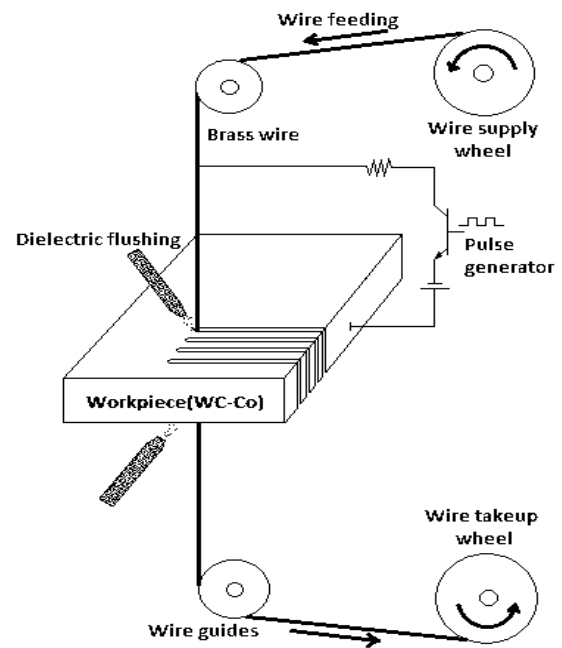 Wire feeding
Brass wire
Wire supply
wheel
Dielectric flushing
Pulse
generator
Workpiece(WC-Co)
Wire takeup
wheel
Wire guides